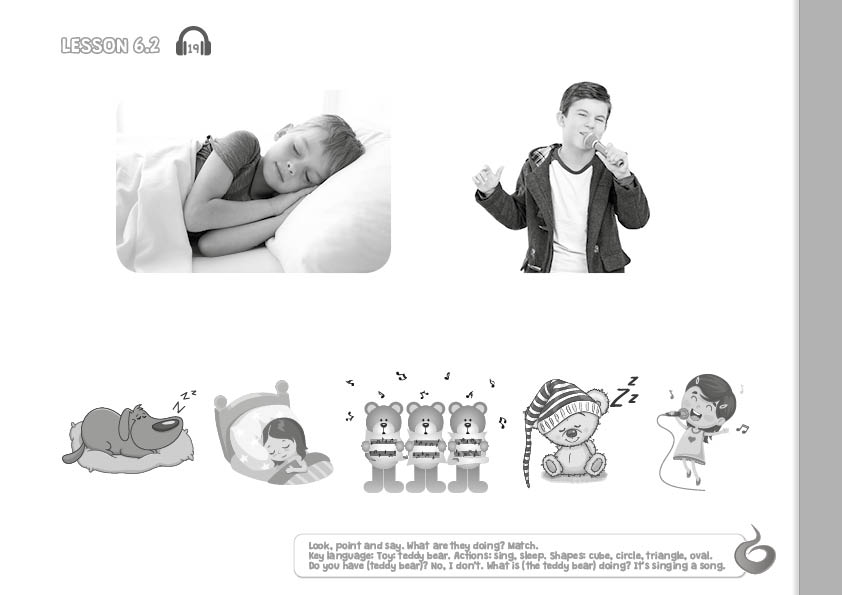 LESSON 6.2
19
Z Z Z
Z Z Z
Look, point and say. What are they doing? Match.
Key language: Toy: teddy bear. Actions: sing, sleep. Shapes: cube, circle, triangle, oval.
Do you have (teddy bear)? No, I don't. What is (the teddy bear) doing? It's singing a song.
6